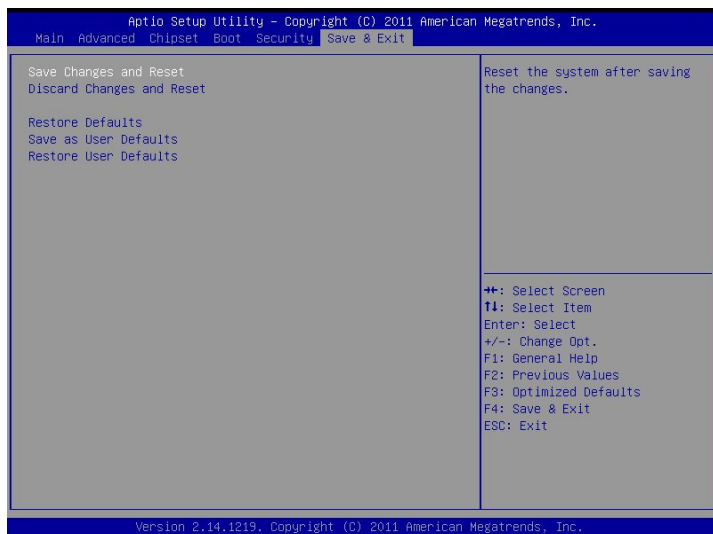 Aptio Setup Utility – Copyright (C) 2011 American Megatrends, Inc.
Main Advanced Chipset Boot Security Save & Exit
Save Changes and Reset
Discard Changes and Reset
Restore Defaults
Save as User Defaults
Restore User Defaults
Reset the system after saving
the changes.
→←: Select Screen
↑↓: Select Item
Enter: Select
+/-: Change Opt.
F1: General Help
F2: Previous Values
F3: Optimized Defaults
F4: Save & Exit
ESC: Exit
Version 2.14.1219. Copyright (C) 2011 American Megatrends, Inc.